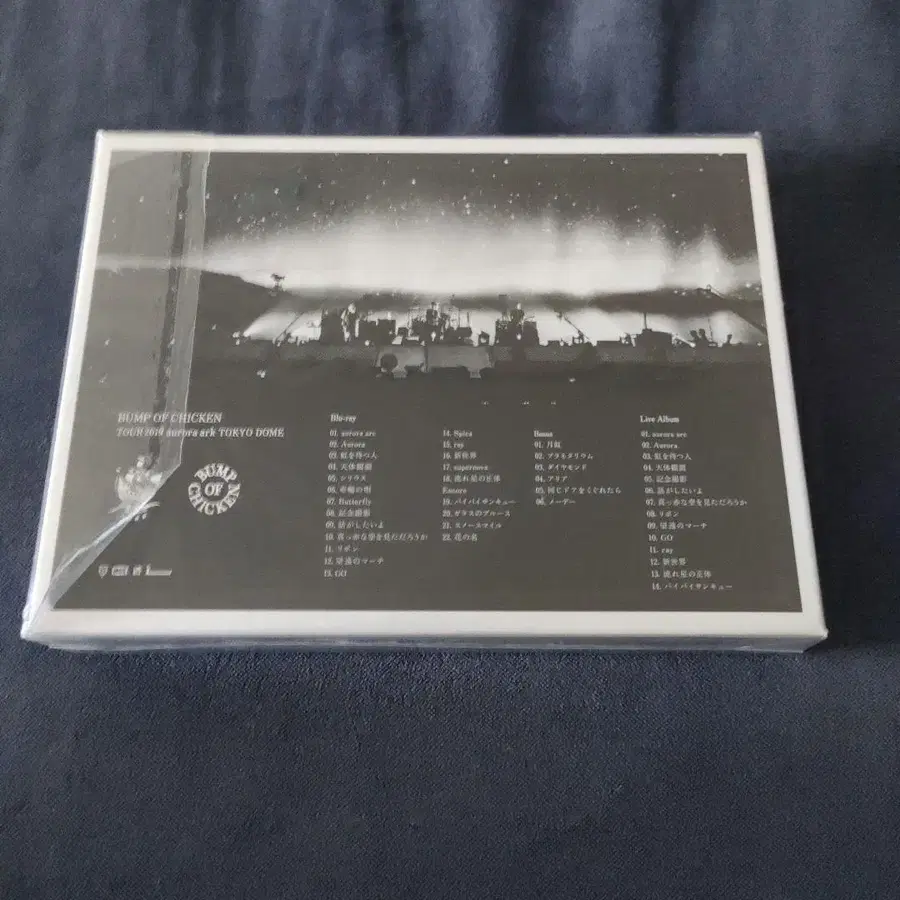 BUMP OF CHICKEN
TOUR 2019 aurora ark TOKYO DOME
BUMP
OF
CHICKEN
Blu-ray
01. aurora arc
02. Aurora
03. 虹を待つ人
04. 天体観測
05. シリウス
06. 車輪の唄
07. Butterfly
08. 記念撮影
09. 話がしたいよ
10. 真っ赤な空を見ただろうか
11. リボン
12. 望遠のマーチ
13. GO
14. Spica
15. ray
16. 新世界
17. supernova
18. 流れ星の正体
Encore
19. バイバイサンキュー
20. ガラスのブルース
21. スノースマイル
22. 花の名
Bonus
01. 月虹
02. プラネタリウム
03. ダイヤモンド
04. アリア
05. 同じドアをくぐれたら
06. メーデー
Live Album
01. aurora arc
02. Aurora
03. 虹を待つ人
04. 天体観測
05. 記念撮影
06. 話がしたいよ
07. 真っ赤な空を見ただろうか
08. リボン
09. 望遠のマーチ
10. GO
11. ray
12. 新世界
13. 流れ星の正体
14. バイバイサンキュー